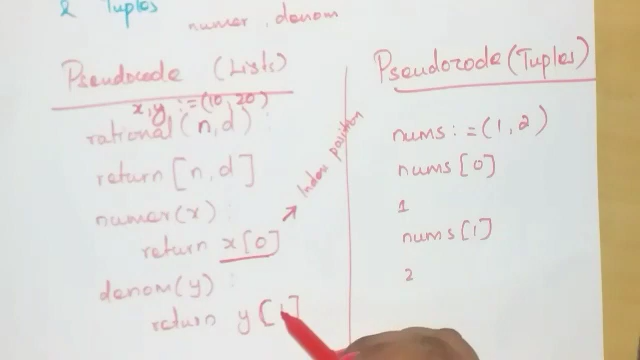 & Tuples
numer, denom
Pseudocode (Lists)
x,y := (10,20)
rational(n,d) :
return [n,d]
numer(x) :
return x[0]
Index position
denom(y) :
return y[1]
Pseudocode (Tuples)
nums := (1,2)
nums[0]
1
nums[1]
2